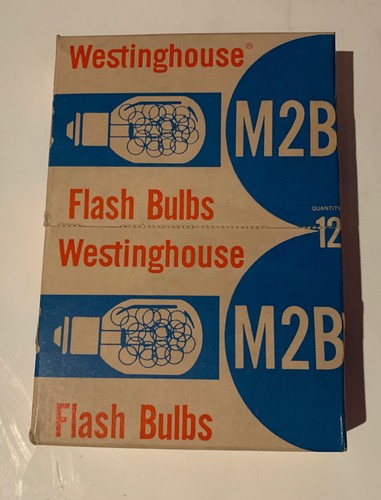 Westinghouse®
M2B
Flash Bulbs
QUANTITY
12
Westinghouse
M2B
Flash Bulbs